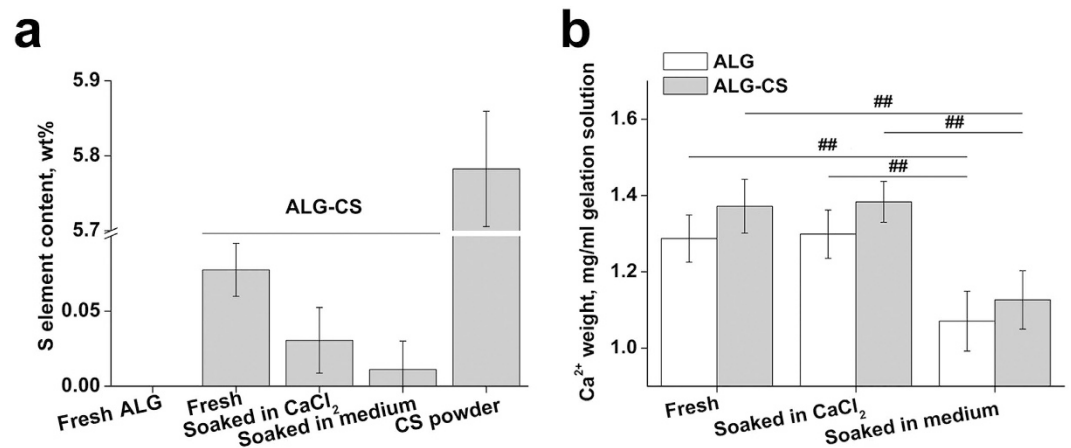 a
S element content, wt%
5.9
5.8
5.7
0.05
0.00
ALG-CS
Fresh ALG
Fresh
Soaked in CaCl₂
Soaked in medium
CS powder
b
Ca²⁺ weight, mg/ml gelation solution
1.6
1.4
1.2
1.0
ALG
ALG-CS
##
##
##
##
Fresh
Soaked in CaCl₂
Soaked in medium